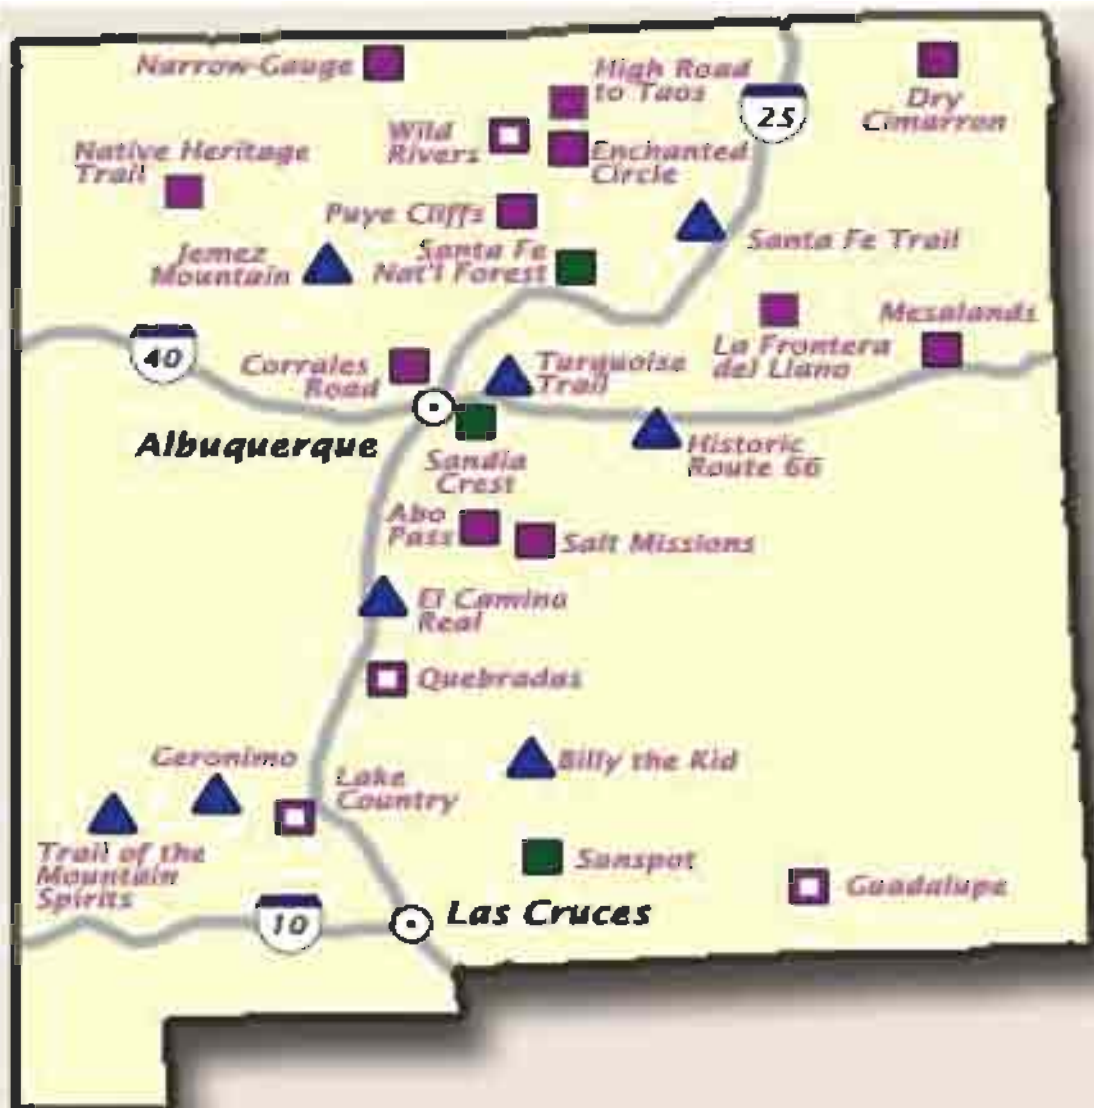 Narrow-Gauge
High Road
to Taos
25
Dry
Cimarron
Wild
Rivers
Native Heritage
Trail
Enchanted
Circle
Puye Cliffs
Santa Fe Trail
Jemez
Mountain
Santa Fe
Nat'l Forest
Mesalands
40
Corrales
Road
Turquoise
Trail
La Frontera
del Llano
Albuquerque
Historic
Route 66
Sandia
Crest
Abo
Pass
Salt Missions
El Camino
Real
Quebradas
Geronimo
Billy the Kid
Lake
Country
Trail of the
Mountain
Spirits
Sunspot
Guadalupe
10
Las Cruces